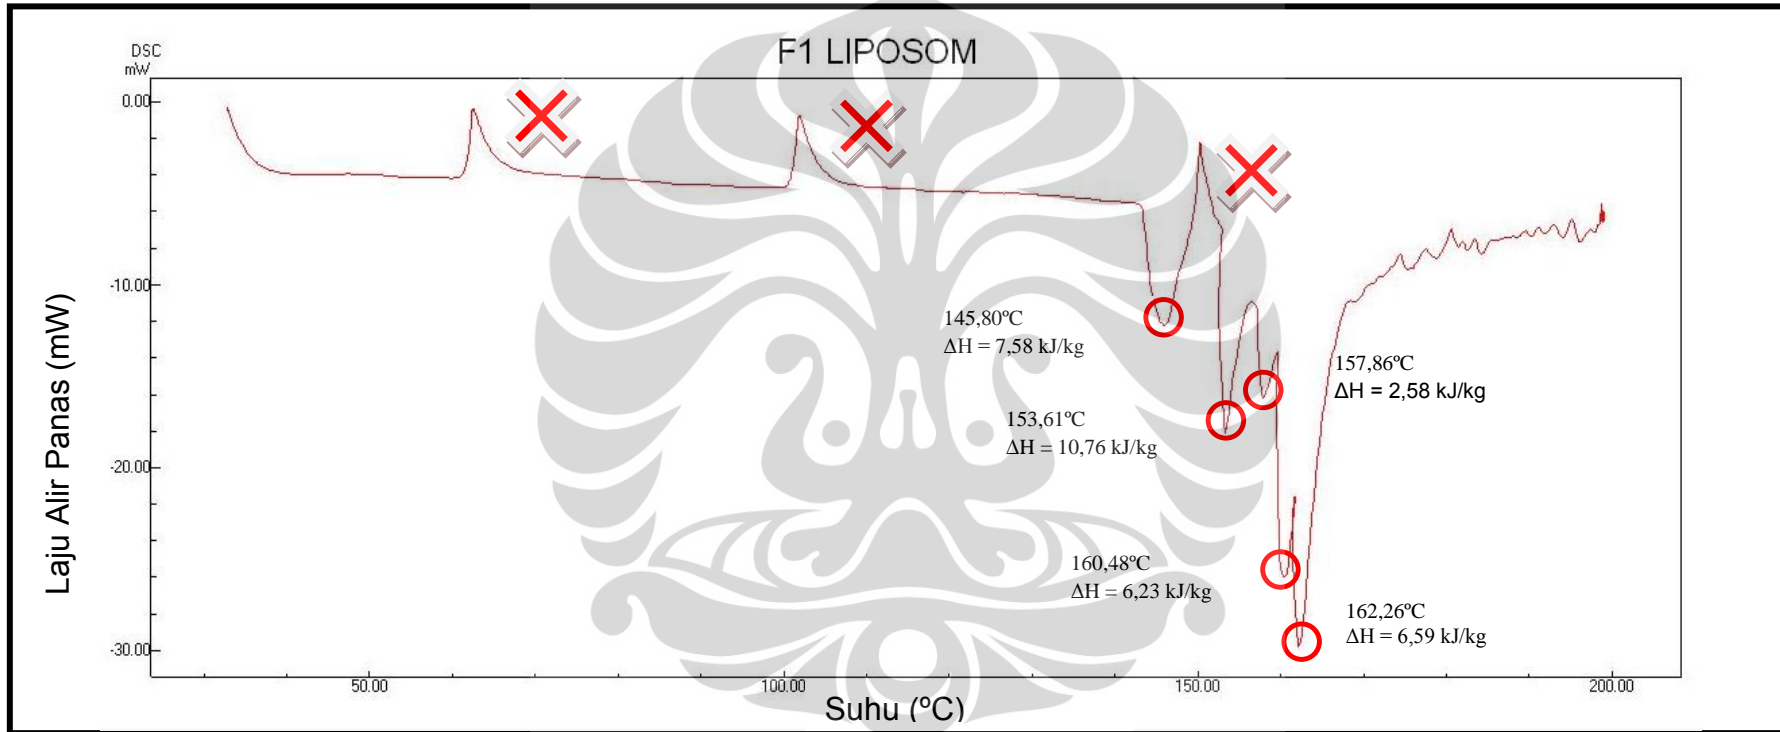 F1 LIPOSOM
DSC
mW
0.00
-10.00
-20.00
-30.00
Laju Alir Panas (mW)
145,80ºC
ΔH = 7,58 kJ/kg
153,61ºC
ΔH = 10,76 kJ/kg
157,86ºC
ΔH = 2,58 kJ/kg
160,48ºC
ΔH = 6,23 kJ/kg
162,26ºC
ΔH = 6,59 kJ/kg
50.00
100.00
150.00
200.00
Suhu (ºC)